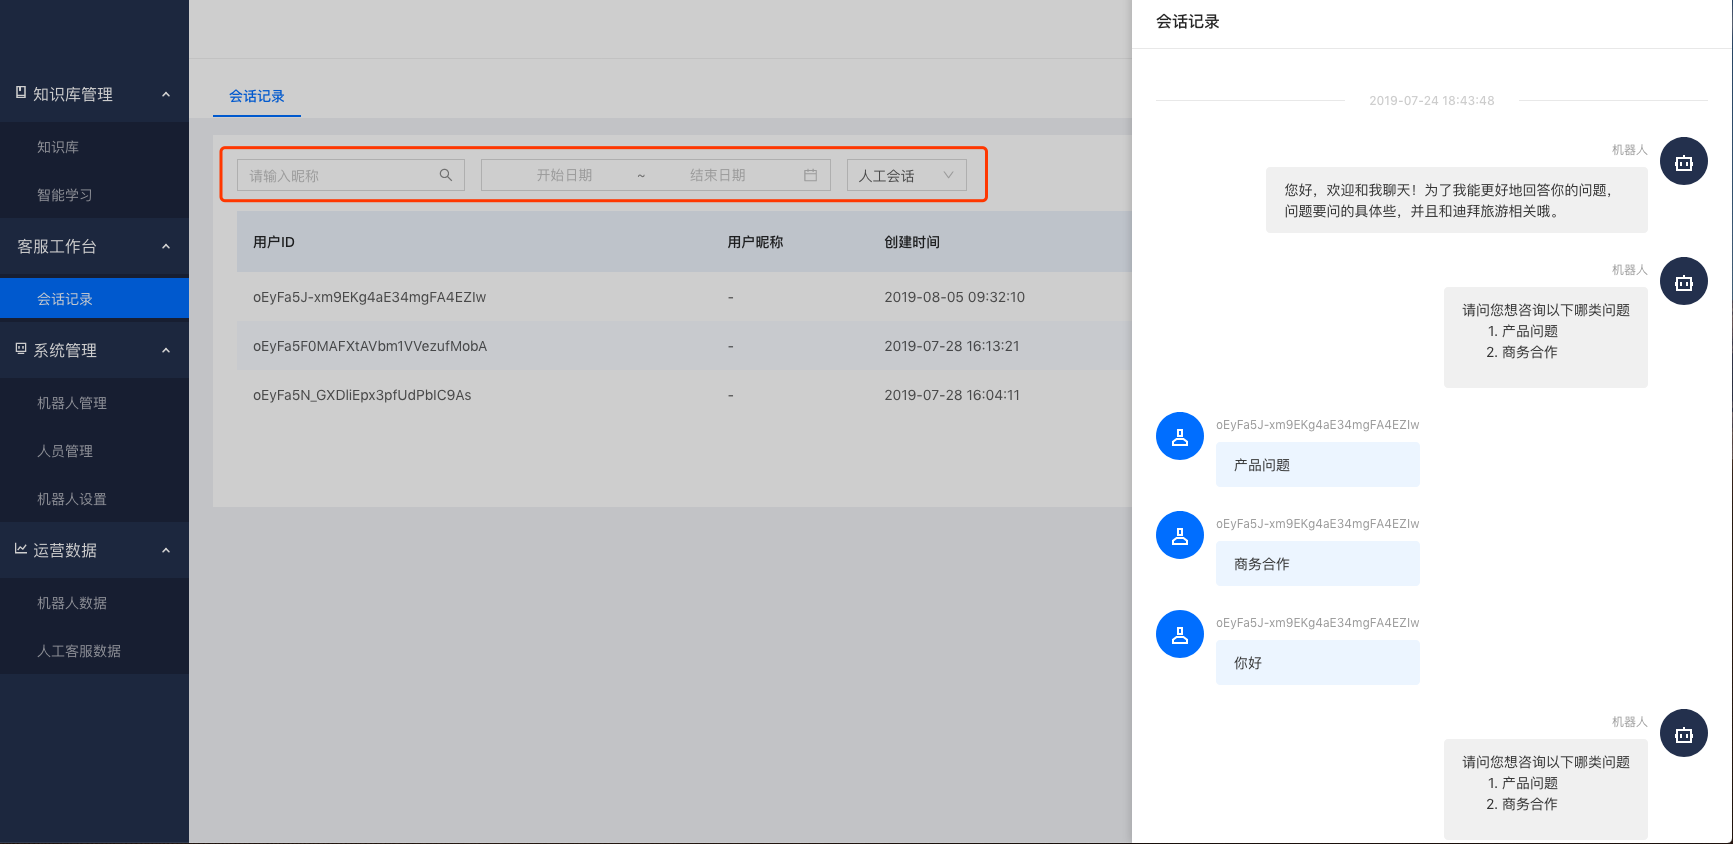 知识库管理
知识库
智能学习
客服工作台
会话记录
系统管理
机器人管理
人员管理
机器人设置
运营数据
机器人数据
人工客服数据
会话记录
请输入昵称 开始日期 ~ 结束日期 人工会话
用户ID 用户昵称 创建时间
oEyFa5J-xm9EKg4aE34mgFA4EZIw - 2019-08-05 09:32:10
oEyFa5F0MAFXtAVbm1VVezufMobA - 2019-07-28 16:13:21
oEyFa5N_GXDliEpx3pfUdPbIC9As - 2019-07-28 16:04:11
会话记录
2019-07-24 18:43:48
机器人
您好，欢迎和我聊天！为了我能更好地回答你的问题，
问题要问的具体些，并且和迪拜旅游相关哦。
机器人
请问您想咨询以下哪类问题
1. 产品问题
2. 商务合作
oEyFa5J-xm9EKg4aE34mgFA4EZIw
产品问题
oEyFa5J-xm9EKg4aE34mgFA4EZIw
商务合作
oEyFa5J-xm9EKg4aE34mgFA4EZIw
你好
机器人
请问您想咨询以下哪类问题
1. 产品问题
2. 商务合作